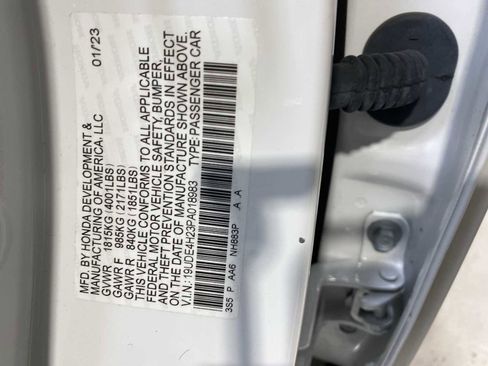 MFD. BY HONDA DEVELOPMENT & 01/23
MANUFACTURING OF AMERICA, LLC
GVWR 1815KG (4001LBS)
GAWR F 985KG (2171LBS)
GAWR R 840KG (1851LBS)
THIS VEHICLE CONFORMS TO ALL APPLICABLE
FEDERAL MOTOR VEHICLE SAFETY, BUMPER,
AND THEFT PREVENTION STANDARDS IN EFFECT
ON THE DATE OF MANUFACTURE SHOWN ABOVE.
V.I.N.: 19UDE4H23PA018983 TYPE-PASSENGER CAR
3S5 P AA6 NH883P A A